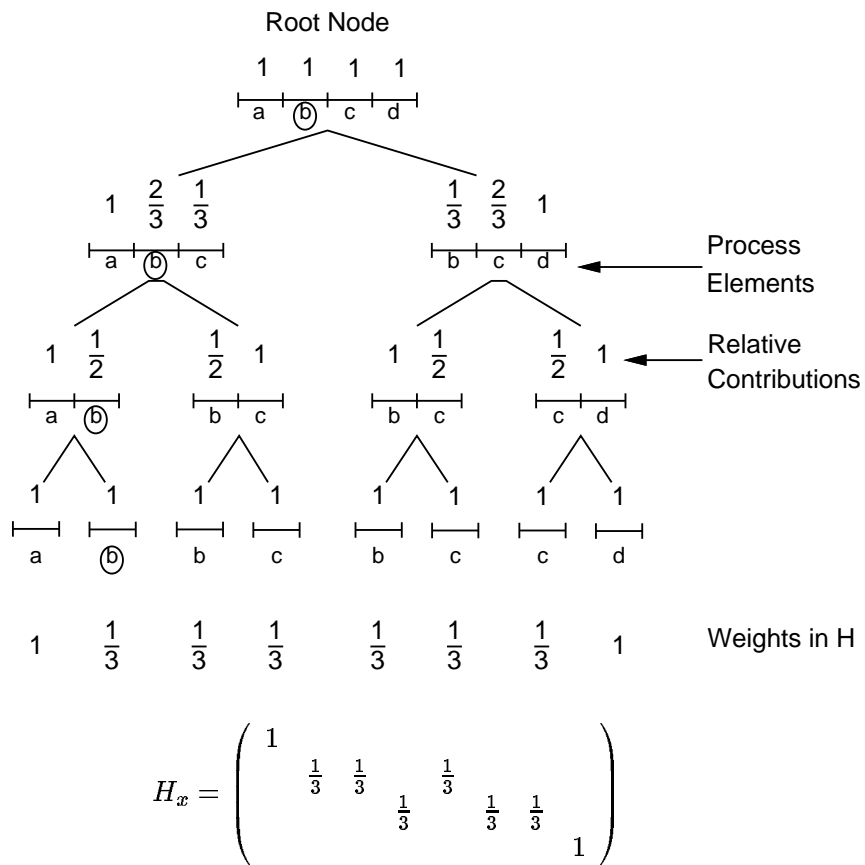 Root Node
1 1 1 1
a b c d
1 2/3 1/3 1/3 2/3 1
a b c b c d
Process
Elements
1 1/2 1/2 1 1 1/2 1/2 1
Relative
Contributions
a b b c b c c d
1 1 1 1 1 1 1 1
a b b c b c c d
1 1/3 1/3 1/3 1/3 1/3 1/3 1 Weights in H
H_x = ( 1
1/3 1/3 1/3
1/3 1/3 1/3
1 )